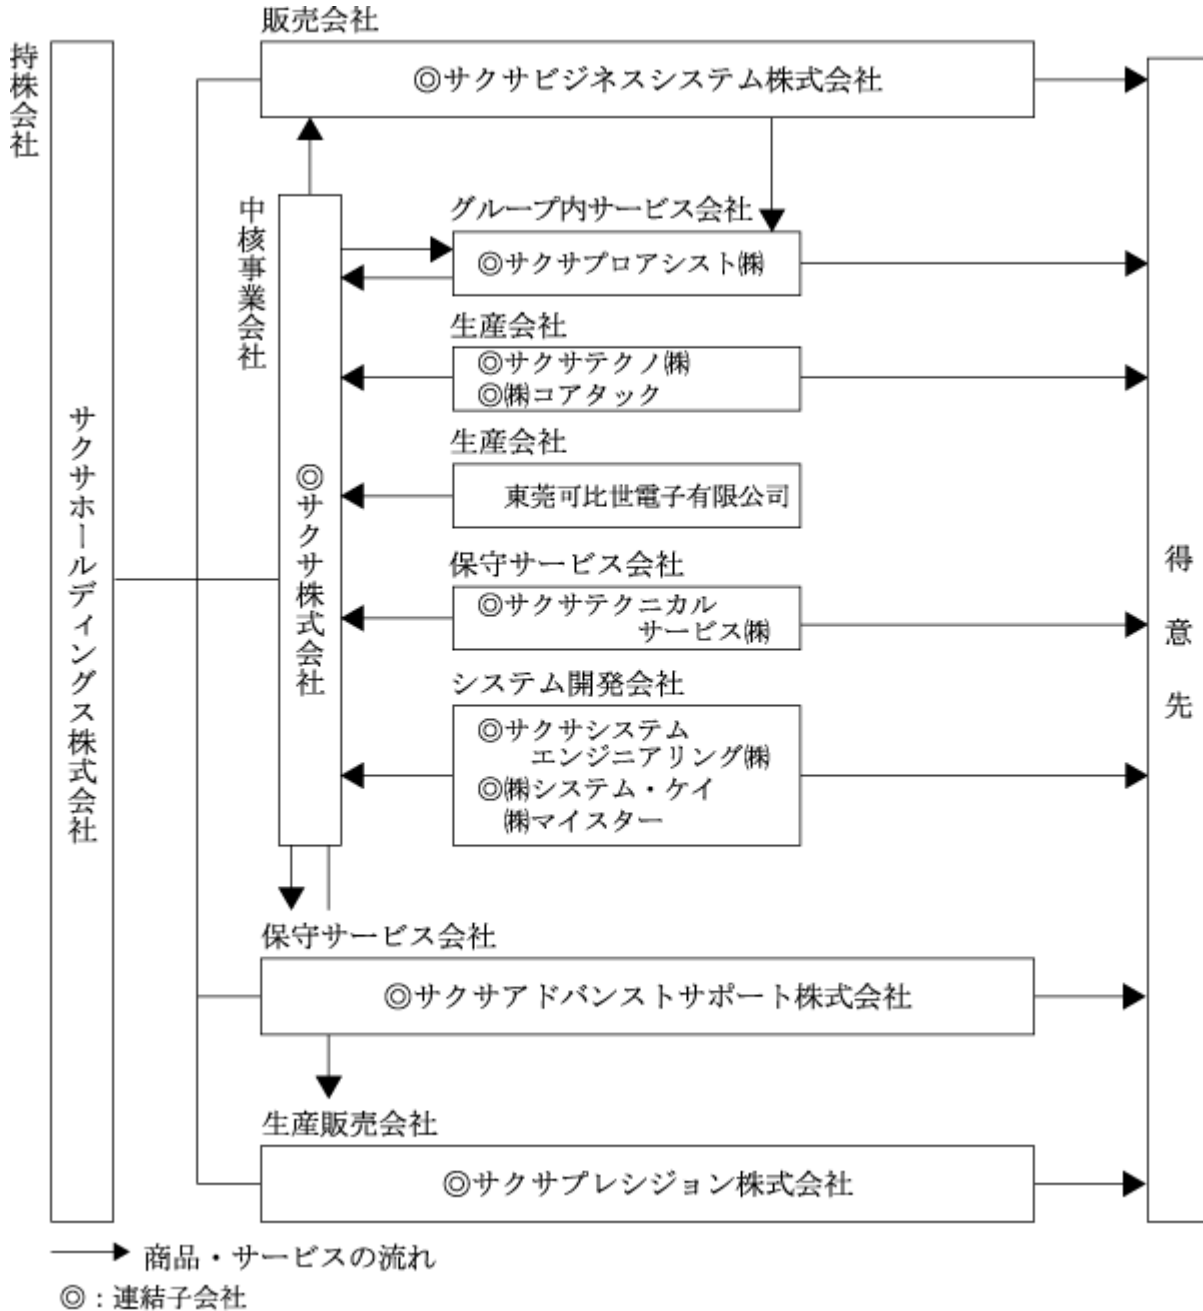 販売会社
持株会社
◎サクサビジネスシステム株式会社
中核事業会社
グループ内サービス会社
◎サクサプロアシスト㈱
生産会社
◎サクサテクノ㈱
◎㈱コアタック
サクサホールディングス株式会社
◎サクサ株式会社
生産会社
東莞可比世電子有限公司
得意先
保守サービス会社
◎サクサテクニカル
サービス㈱
システム開発会社
◎サクサシステム
エンジニアリング㈱
◎㈱システム・ケイ
㈱マイスター
保守サービス会社
◎サクサアドバンストサポート株式会社
生産販売会社
◎サクサプレシジョン株式会社
商品・サービスの流れ
◎：連結子会社